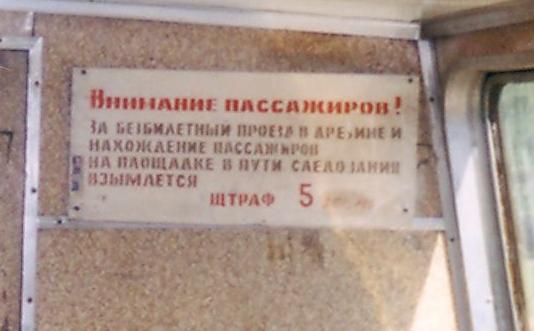 Внимание пассажиров!
За безбилетный проезд в дрезине и
нахождение пассажиров
на площадке в пути следования
взымается
штраф 5